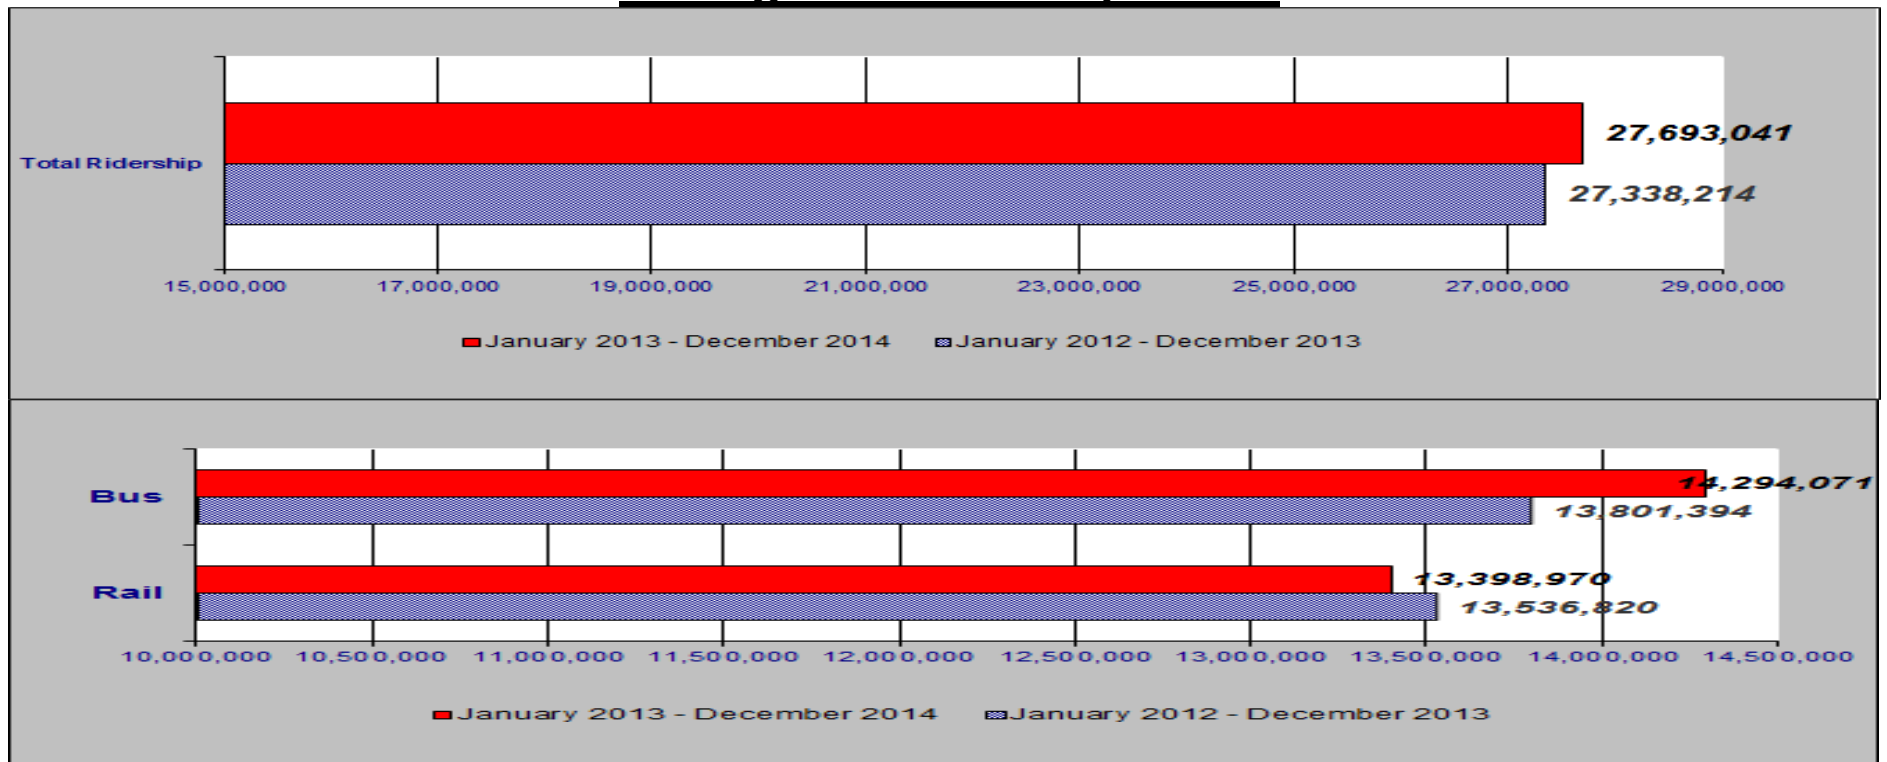 27,693,041
Total Ridership
27,338,214
15,000,000 17,000,000 19,000,000 21,000,000 23,000,000 25,000,000 27,000,000 29,000,000
January 2013 - December 2014 January 2012 - December 2013
14,294,071
Bus
13,801,394
13,398,970
Rail
13,536,820
10,000,000 10,500,000 11,000,000 11,500,000 12,000,000 12,500,000 13,000,000 13,500,000 14,000,000 14,500,000
January 2013 - December 2014 January 2012 - December 2013